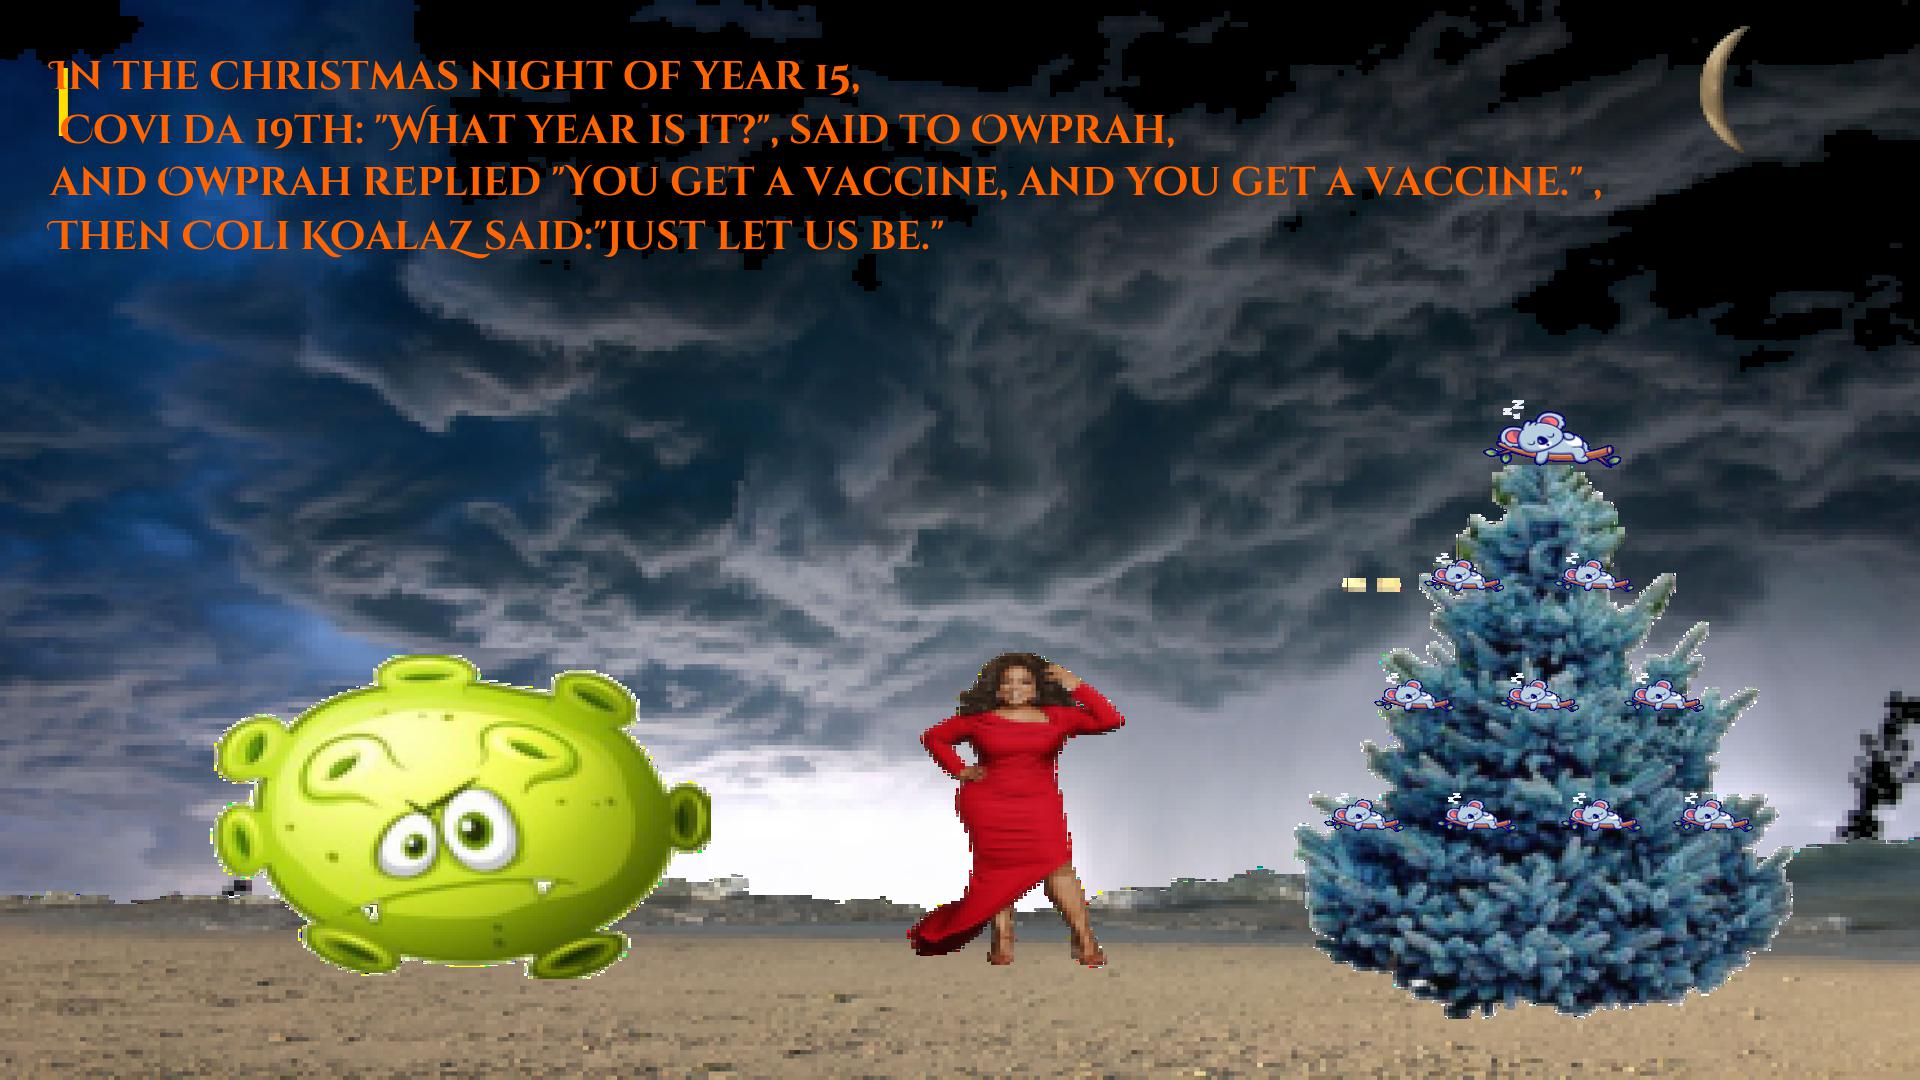 In the Christmas night of year 15,
Covi da 19th: "What year is it?", said to Owprah,
and Owprah replied "You get a vaccine, and you get a vaccine." ,
Then Coli Koalaz said:"Just let us be."